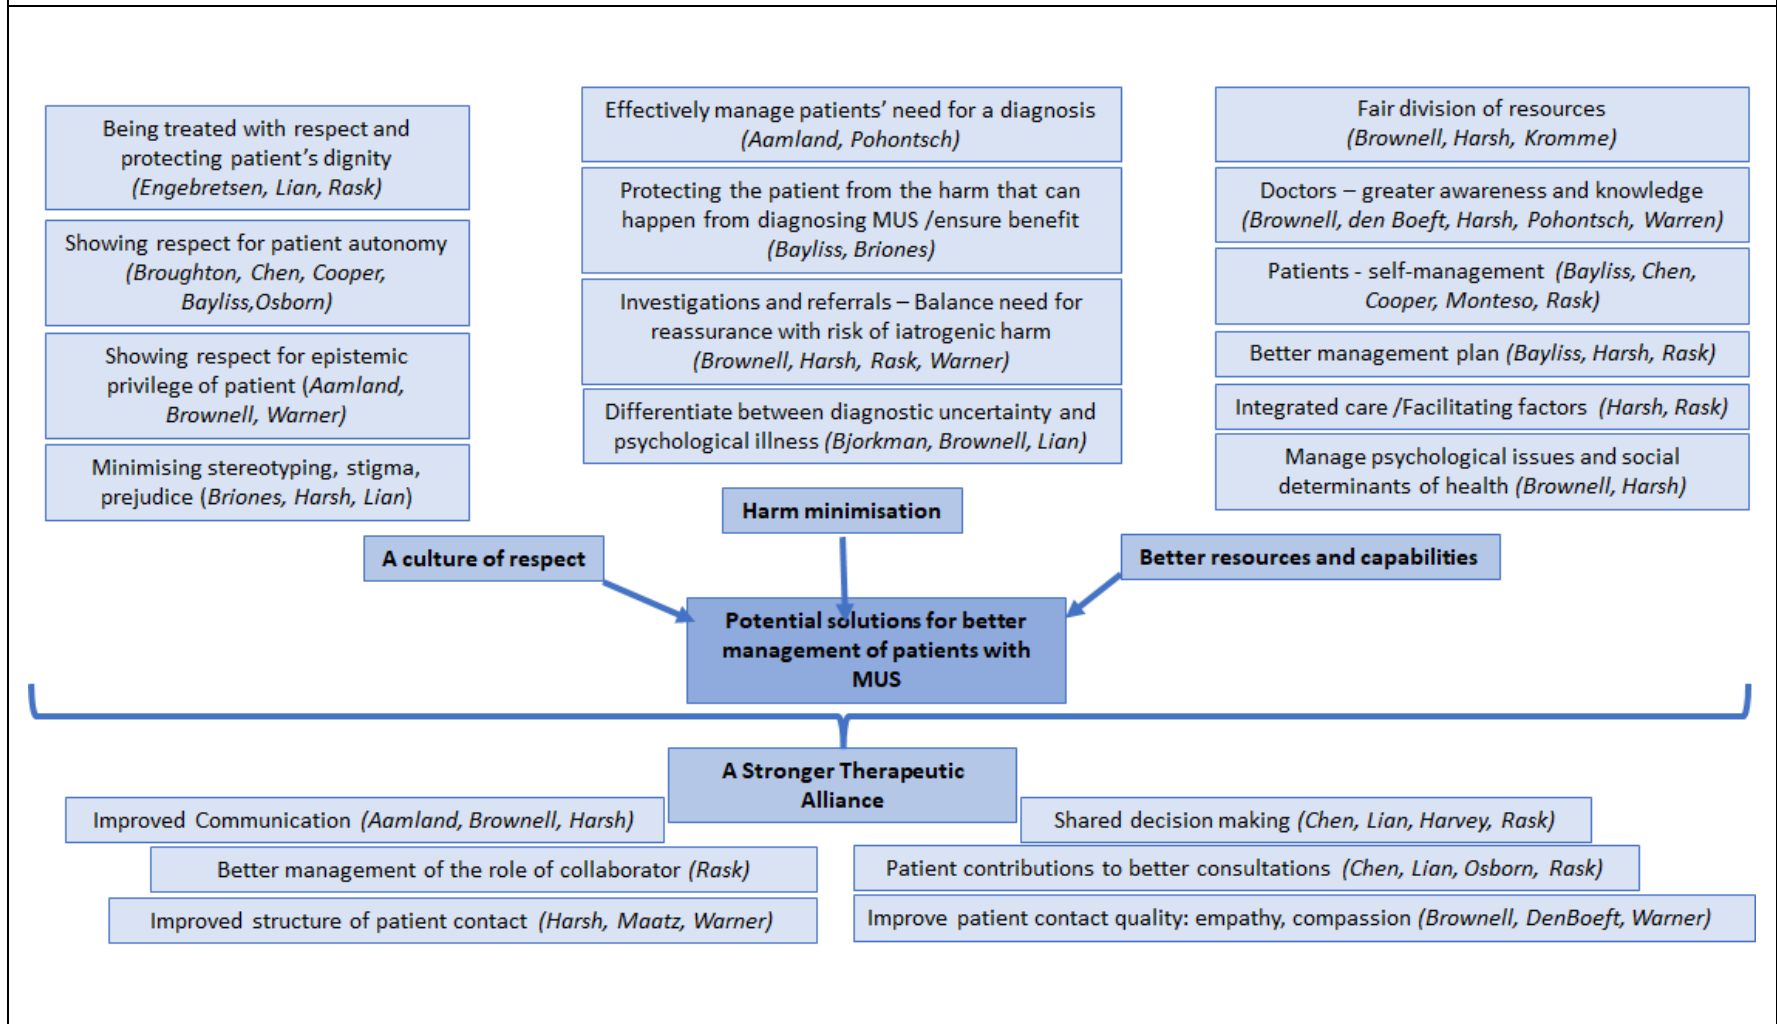 Being treated with respect and
protecting patient's dignity
(Engebretsen, Lian, Rask)
Showing respect for patient autonomy
(Broughton, Chen, Cooper,
Bayliss,Osborn)
Showing respect for epistemic
privilege of patient (Aamland,
Brownell, Warner)
Minimising stereotyping, stigma,
prejudice (Briones, Harsh, Lian)
A culture of respect
Effectively manage patients' need for a diagnosis
(Aamland, Pohontsch)
Protecting the patient from the harm that can
happen from diagnosing MUS /ensure benefit
(Bayliss, Briones)
Investigations and referrals – Balance need for
reassurance with risk of iatrogenic harm
(Brownell, Harsh, Rask, Warner)
Differentiate between diagnostic uncertainty and
psychological illness (Bjorkman, Brownell, Lian)
Harm minimisation
Fair division of resources
(Brownell, Harsh, Kromme)
Doctors – greater awareness and knowledge
(Brownell, den Boeft, Harsh, Pohontsch, Warren)
Patients - self-management (Bayliss, Chen,
Cooper, Monteso, Rask)
Better management plan (Bayliss, Harsh, Rask)
Integrated care /Facilitating factors (Harsh, Rask)
Manage psychological issues and social
determinants of health (Brownell, Harsh)
Better resources and capabilities
Potential solutions for better
management of patients with
MUS
A Stronger Therapeutic
Alliance
Improved Communication (Aamland, Brownell, Harsh)
Better management of the role of collaborator (Rask)
Improved structure of patient contact (Harsh, Maatz, Warner)
Shared decision making (Chen, Lian, Harvey, Rask)
Patient contributions to better consultations (Chen, Lian, Osborn, Rask)
Improve patient contact quality: empathy, compassion (Brownell, DenBoeft, Warner)